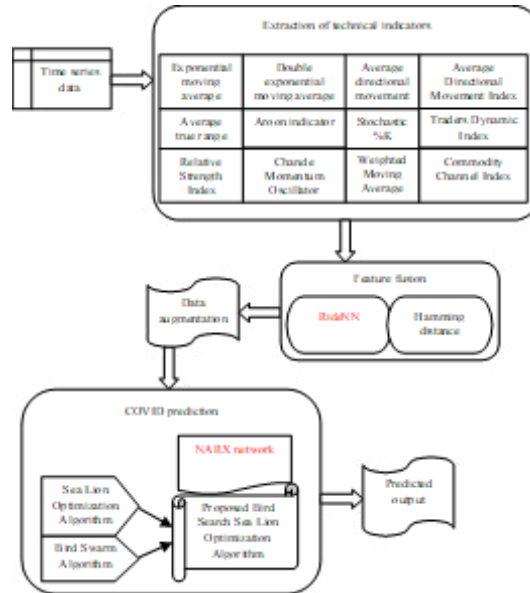 Extraction of technical indicators
Time series
data
Exponential
moving
average
Double
exponential
moving average
Average
directional
movement
Average
Directional
Movement Index
Average
true range
Aroon indicator
Stochastic
%K
Traders Dynamic
Index
Relative
Strength
Index
Chande
Momentum
Oscillator
Weighted
Moving
Average
Commodity
Channel Index
Feature fusion
RideNN
Hamming
distance
Data
augmentation
COVID prediction
NARX network
Sea Lion
Optimization
Algorithm
Bird Swarm
Algorithm
Proposed Bird
Search Sea Lion
Optimization
Algorithm
Predicted
output